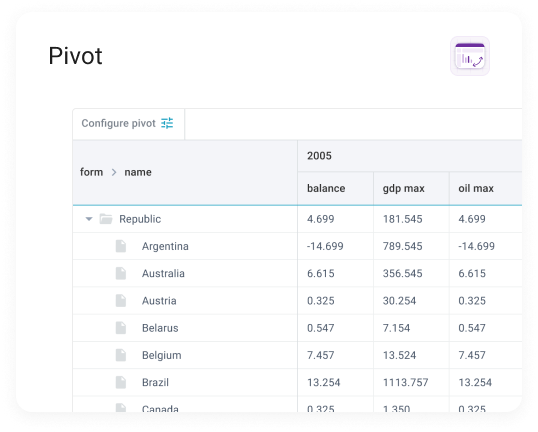 Pivot
Configure pivot
2005
form > name
balance gdp max oil max
Republic 4.699 181.545 4.699
Argentina -14.699 789.545 -14.699
Australia 6.615 356.545 6.615
Austria 0.325 30.254 0.325
Belarus 0.547 7.154 0.547
Belgium 7.457 13.524 7.457
Brazil 13.254 1113.757 13.254
Canada 0.325 1.350 0.325